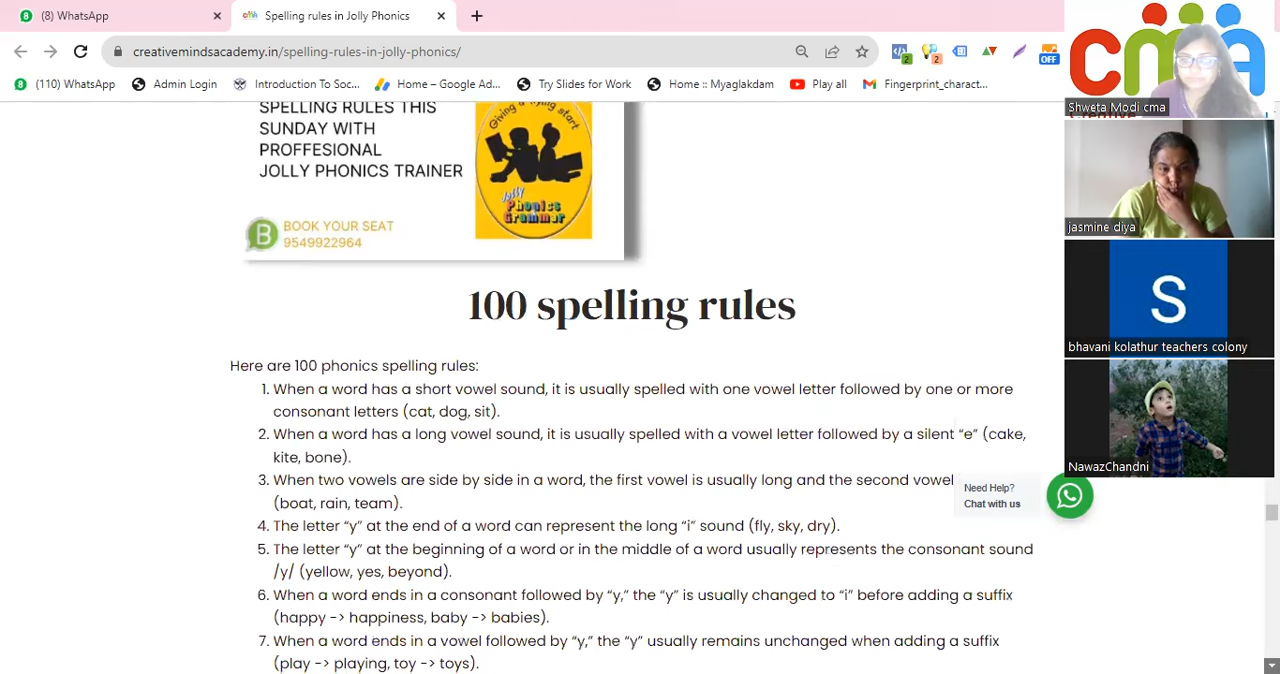 (8) WhatsApp
Spelling rules in Jolly Phonics
creativemindsacademy.in/spelling-rules-in-jolly-phonics/
2
2
OFF
(110) WhatsApp
Admin Login
Introduction To Soc...
Home – Google Ad...
Try Slides for Work
Home :: Myaglakdam
Play all
Fingerprint_charact...
cma
Shweta Modi cma
jasmine diya
S
bhavani kolathur teachers colony
NawazChandni
SPELLING RULES THIS
SUNDAY WITH
PROFFESIONAL
JOLLY PHONICS TRAINER
BOOK YOUR SEAT
9549922964
Giving a flying start
Jolly
Phonics
Grammar
100 spelling rules
Here are 100 phonics spelling rules:
1. When a word has a short vowel sound, it is usually spelled with one vowel letter followed by one or more
consonant letters (cat, dog, sit).
2. When a word has a long vowel sound, it is usually spelled with a vowel letter followed by a silent “e” (cake,
kite, bone).
3. When two vowels are side by side in a word, the first vowel is usually long and the second vowel
(boat, rain, team).
4. The letter “y” at the end of a word can represent the long “i” sound (fly, sky, dry).
5. The letter “y” at the beginning of a word or in the middle of a word usually represents the consonant sound
/y/ (yellow, yes, beyond).
6. When a word ends in a consonant followed by “y,” the “y” is usually changed to “i” before adding a suffix
(happy -> happiness, baby -> babies).
7. When a word ends in a vowel followed by “y,” the “y” usually remains unchanged when adding a suffix
(play -> playing, toy -> toys).
Need Help?
Chat with us